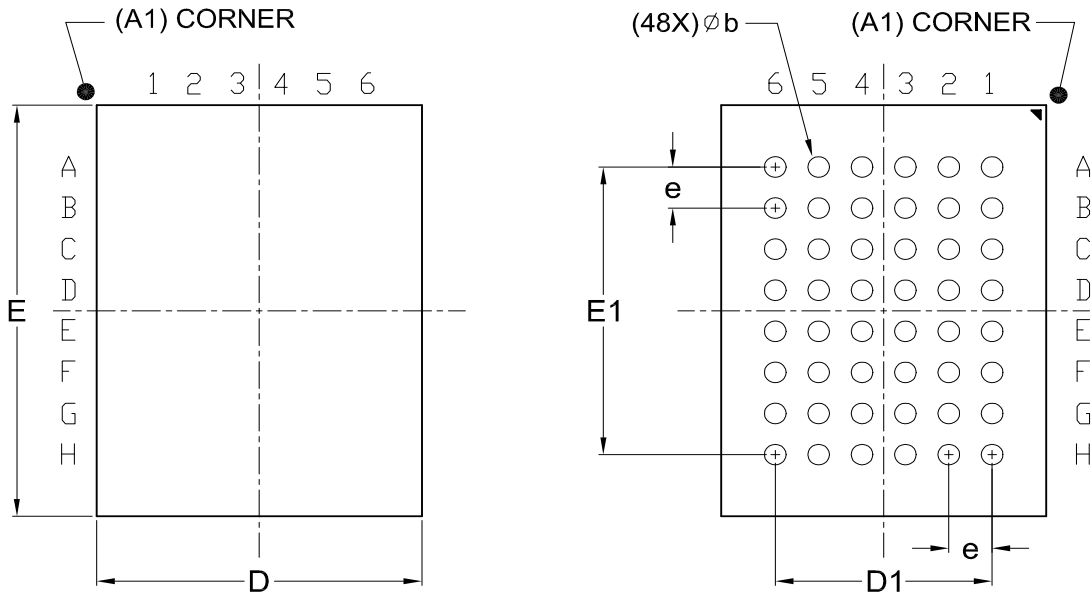 (A1) CORNER
1 2 3 4 5 6
A
B
C
D
E
F
G
H
E
D
(48X) ⌀ b
(A1) CORNER
6 5 4 3 2 1
A
B
C
D
E
F
G
H
e
E1
e
D1